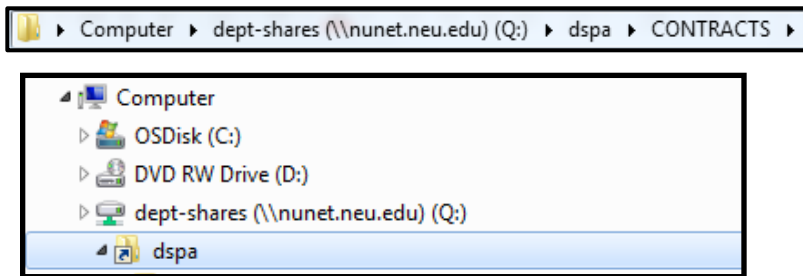 Computer dept-shares (\\nunet.neu.edu) (Q:) dspa CONTRACTS
Computer
OSDisk (C:)
DVD RW Drive (D:)
dept-shares (\\nunet.neu.edu) (Q:)
dspa